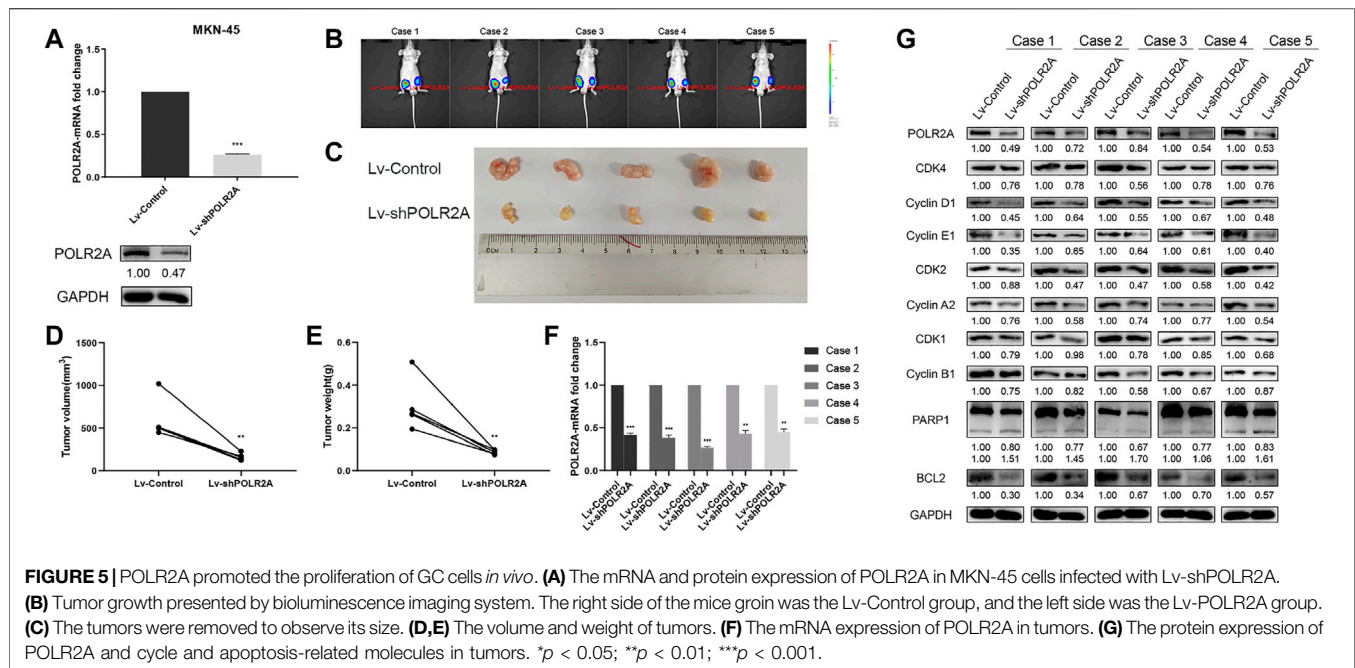 A
MKN-45
POLR2A-mRNA fold change
1.5
1.0
0.5
0.0
***
Lv-Control
Lv-shPOLR2A
POLR2A
1.00 0.47
GAPDH
B
Case 1 Case 2 Case 3 Case 4 Case 5
C
Lv-Control
Lv-shPOLR2A
0CM 1 2 3 4 5 6 7 8 9 10 11 12 13 14
D
Tumor volume(mm³)
1500
1000
500
0
**
Lv-Control Lv-shPOLR2A
E
Tumor weight(g)
0.6
0.4
0.2
0.0
**
Lv-Control Lv-shPOLR2A
F
POLR2A-mRNA fold change
1.5
1.0
0.5
0.0
*** *** *** ** **
Lv-Control Lv-shPOLR2A Lv-Control Lv-shPOLR2A Lv-Control Lv-shPOLR2A Lv-Control Lv-shPOLR2A Lv-Control Lv-shPOLR2A
Case 1
Case 2
Case 3
Case 4
Case 5
G
Case 1 Case 2 Case 3 Case 4 Case 5
Lv-Control Lv-shPOLR2A Lv-Control Lv-shPOLR2A Lv-Control Lv-shPOLR2A Lv-Control Lv-shPOLR2A Lv-Control Lv-shPOLR2A
POLR2A
1.00 0.49 1.00 0.72 1.00 0.84 1.00 0.54 1.00 0.53
CDK4
1.00 0.76 1.00 0.78 1.00 0.56 1.00 0.78 1.00 0.76
Cyclin D1
1.00 0.45 1.00 0.64 1.00 0.55 1.00 0.67 1.00 0.48
Cyclin E1
1.00 0.35 1.00 0.65 1.00 0.64 1.00 0.61 1.00 0.40
CDK2
1.00 0.88 1.00 0.47 1.00 0.47 1.00 0.58 1.00 0.42
Cyclin A2
1.00 0.76 1.00 0.58 1.00 0.74 1.00 0.77 1.00 0.54
CDK1
1.00 0.79 1.00 0.98 1.00 0.78 1.00 0.85 1.00 0.68
Cyclin B1
1.00 0.75 1.00 0.82 1.00 0.58 1.00 0.67 1.00 0.87
PARP1
1.00 0.80 1.00 0.77 1.00 0.67 1.00 0.77 1.00 0.83
1.00 1.51 1.00 1.45 1.00 1.70 1.00 1.06 1.00 1.61
BCL2
1.00 0.30 1.00 0.34 1.00 0.67 1.00 0.70 1.00 0.57
GAPDH
FIGURE 5 | POLR2A promoted the proliferation of GC cells in vivo. (A) The mRNA and protein expression of POLR2A in MKN-45 cells infected with Lv-shPOLR2A.
(B) Tumor growth presented by bioluminescence imaging system. The right side of the mice groin was the Lv-Control group, and the left side was the Lv-POLR2A group.
(C) The tumors were removed to observe its size. (D,E) The volume and weight of tumors. (F) The mRNA expression of POLR2A in tumors. (G) The protein expression of
POLR2A and cycle and apoptosis-related molecules in tumors. *p < 0.05; **p < 0.01; ***p < 0.001.